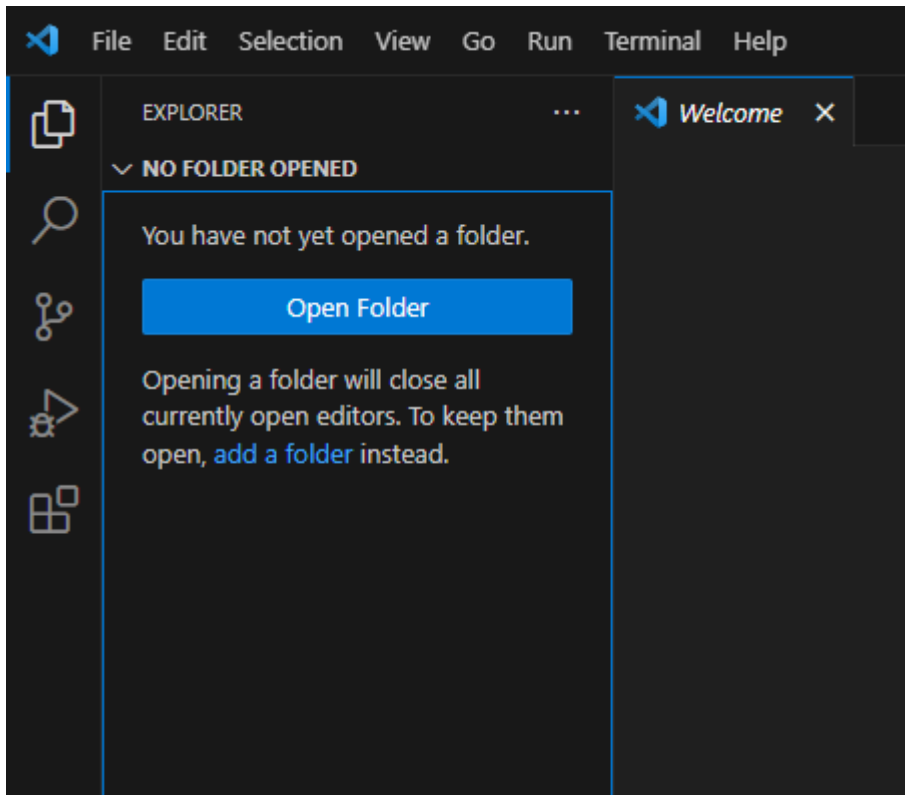 File Edit Selection View Go Run Terminal Help
EXPLORER
Welcome
NO FOLDER OPENED
You have not yet opened a folder.
Open Folder
Opening a folder will close all
currently open editors. To keep them
open, add a folder instead.